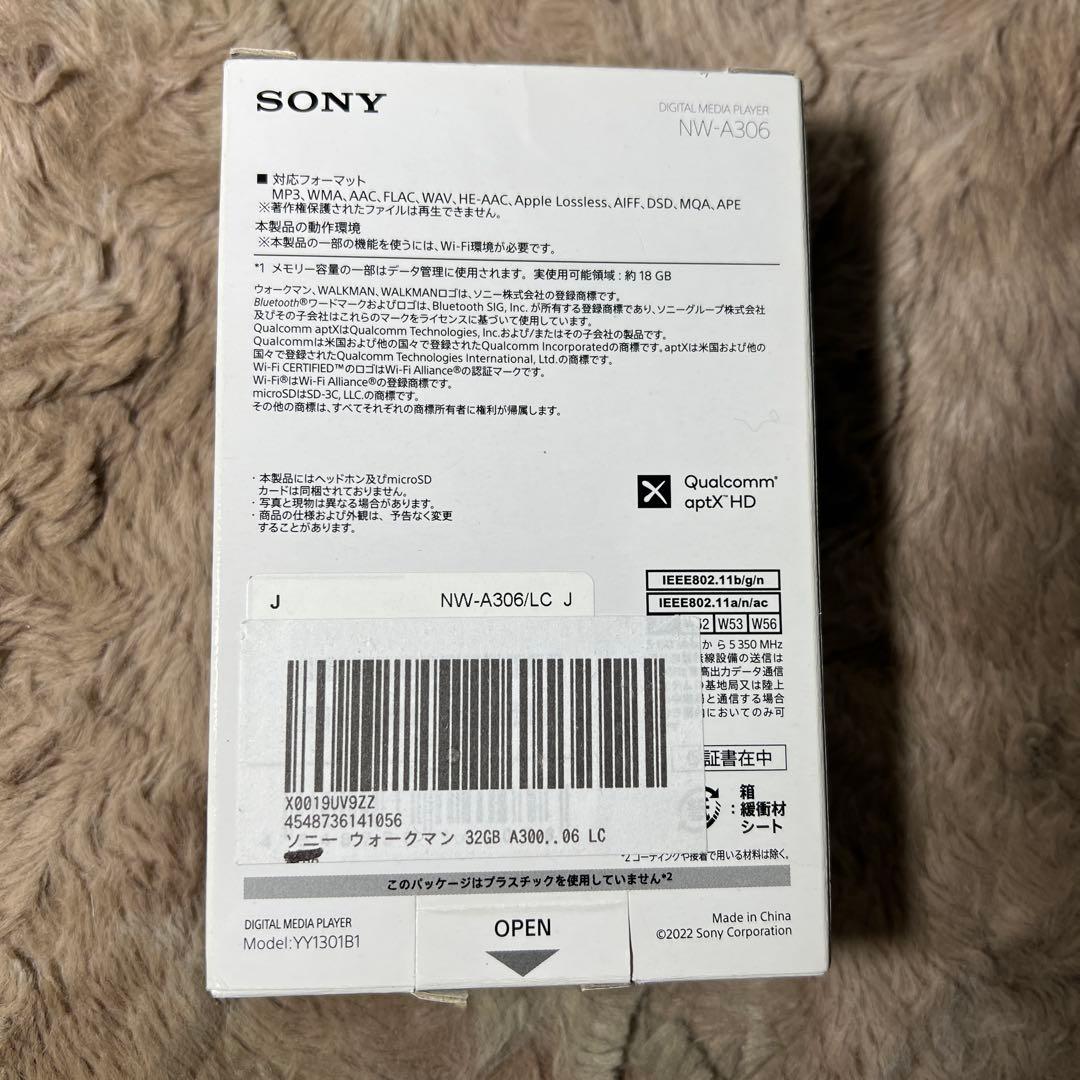 SONY
DIGITAL MEDIA PLAYER
NW-A306
■ 対応フォーマット
MP3、WMA、AAC、FLAC、WAV、HE-AAC、Apple Lossless、AIFF、DSD、MQA、APE
※著作権保護されたファイルは再生できません。
本製品の動作環境
※本製品の一部の機能を使うには、Wi-Fi環境が必要です。
*1 メモリー容量の一部はデータ管理に使用されます。実使用可能領域：約 18 GB
ウォークマン、WALKMAN、WALKMANロゴは、ソニー株式会社の登録商標です。
Bluetooth®ワードマークおよびロゴは、Bluetooth SIG, Inc. が所有する登録商標であり、ソニーグループ株式会社
及びその子会社はこれらのマークをライセンスに基づいて使用しています。
Qualcomm aptXはQualcomm Technologies, Inc.および/またはその子会社の製品です。
Qualcommは米国および他の国々で登録されたQualcomm Incorporatedの商標です。aptXは米国および他の
国々で登録されたQualcomm Technologies International, Ltd.の商標です。
Wi-Fi CERTIFIED™のロゴはWi-Fi Alliance®の認証マークです。
Wi-Fi®はWi-Fi Alliance®の登録商標です。
microSDはSD-3C, LLC.の商標です。
その他の商標は、すべてそれぞれの商標所有者に権利が帰属します。
・本製品にはヘッドホン及びmicroSD
カードは同梱されておりません。
・写真と現物は異なる場合があります。
・商品の仕様および外観は、予告なく変更
することがあります。
Qualcomm®
aptX™ HD
IEEE802.11b/g/n
IEEE802.11a/n/ac
52 W53 W56
から 5 350 MHz
線設備の送信は
高出力データ通信
基地局又は陸上
と通信する場合
においてのみ可
J NW-A306/LC J
X0019UV9ZZ
4548736141056
ソニー ウォークマン 32GB A300..06 LC
証書在中
箱
：緩衝材
シート
*2 コーティングや接着で用いる材料は除く。
このパッケージはプラスチックを使用していません*2
DIGITAL MEDIA PLAYER
Model:YY1301B1
OPEN
Made in China
©2022 Sony Corporation